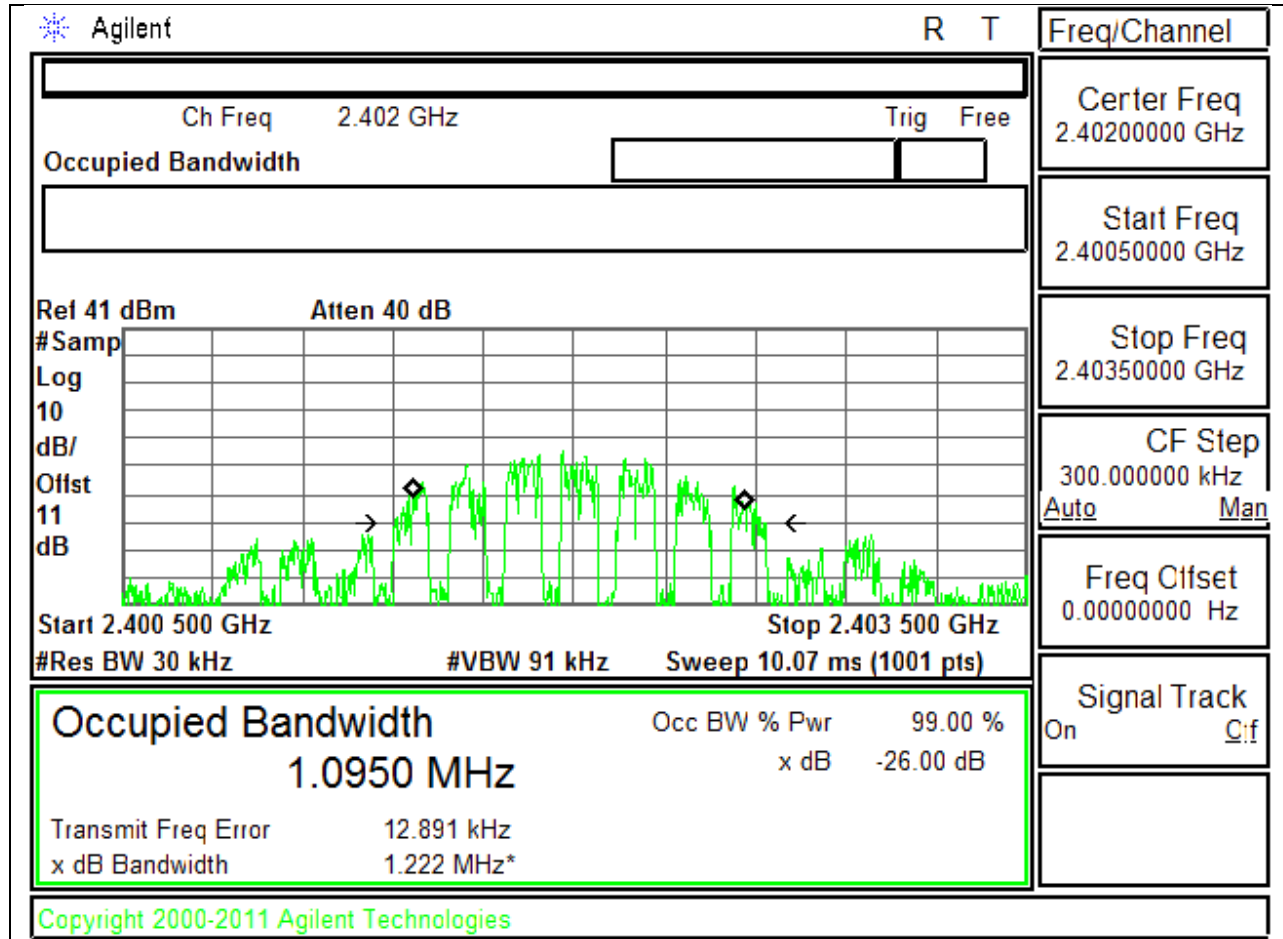 Agilent R T
Freq/Channel
Ch Freq 2.402 GHz Trig Free
Occupied Bandwidth
Center Freq
2.40200000 GHz
Start Freq
2.40050000 GHz
Stop Freq
2.40350000 GHz
CF Step
300.000000 kHz
Auto Man
Freq Offset
0.00000000 Hz
Signal Track
On Off
Ref 41 dBm Atten 40 dB
#Samp
Log
10
dB/
Offst
11
dB
Start 2.400 500 GHz Stop 2.403 500 GHz
#Res BW 30 kHz #VBW 91 kHz Sweep 10.07 ms (1001 pts)
Occupied Bandwidth Occ BW % Pwr 99.00 %
1.0950 MHz x dB -26.00 dB
Transmit Freq Error 12.891 kHz
x dB Bandwidth 1.222 MHz*
Copyright 2000-2011 Agilent Technologies